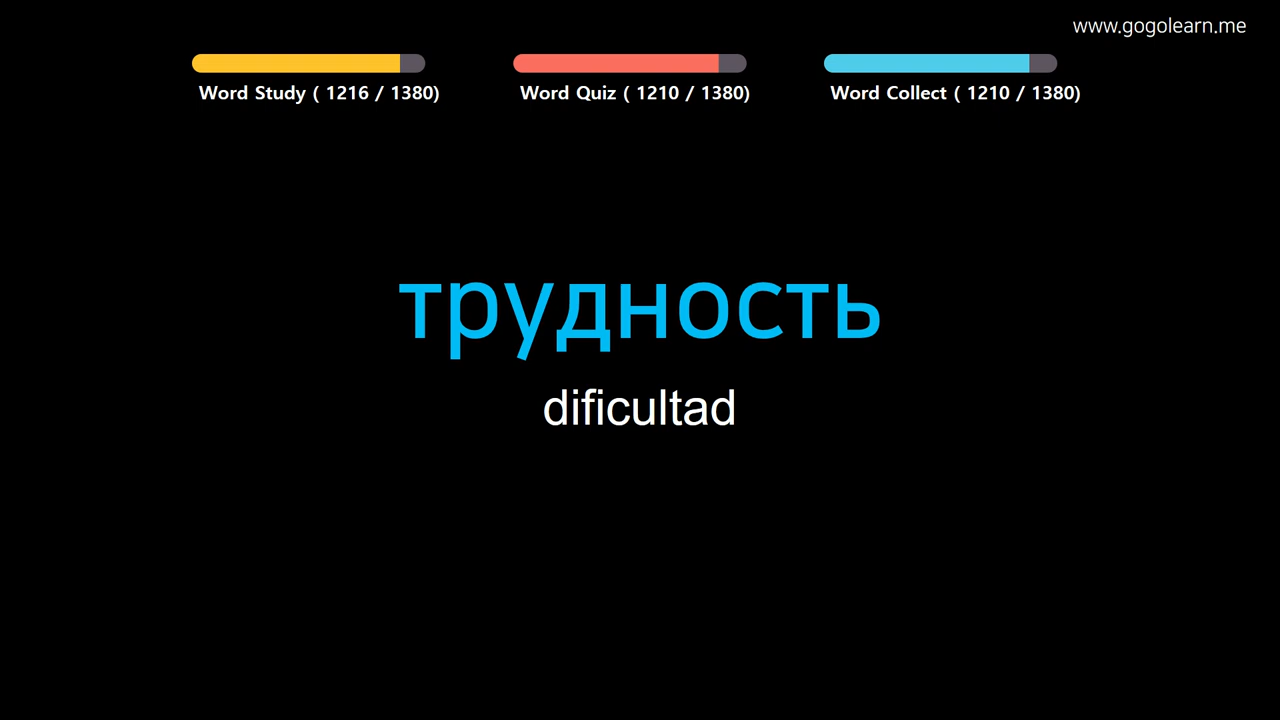 www.gogolearn.me
Word Study ( 1216 / 1380)
Word Quiz ( 1210 / 1380)
Word Collect ( 1210 / 1380)
трудность
dificultad